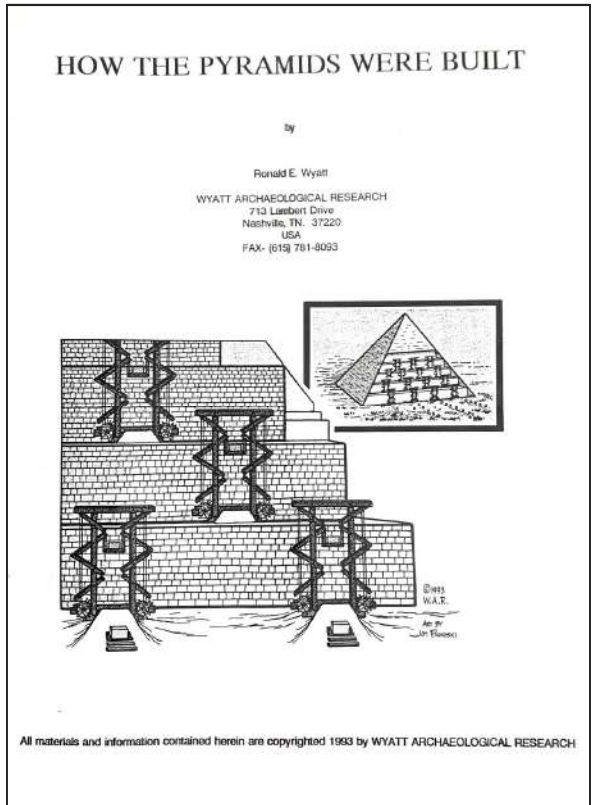 HOW THE PYRAMIDS WERE BUILT
by
Ronald E. Wyatt
WYATT ARCHAEOLOGICAL RESEARCH
713 Lambert Drive
Nashville, TN. 37220
USA
FAX- (615) 781-8093
©1993
W.A.R.
ART BY
All materials and information contained herein are copyrighted 1993 by WYATT ARCHAEOLOGICAL RESEARCH